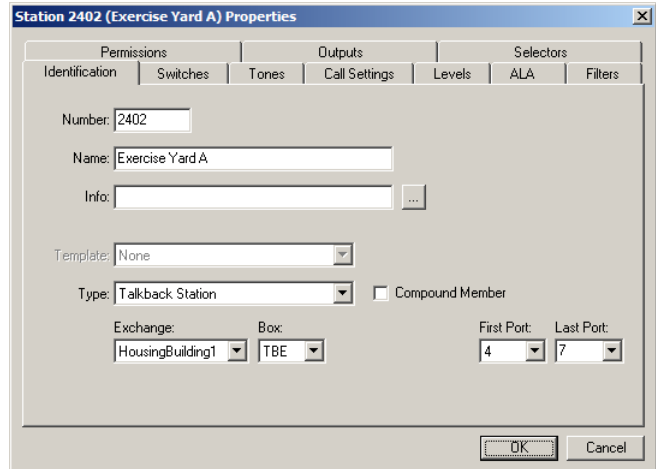 Station 2402 (Exercise Yard A) Properties
Permissions Outputs Selectors
Identification Switches Tones Call Settings Levels ALA Filters
Number: 2402
Name: Exercise Yard A
Info: ...
Template: None
Type: Talkback Station Compound Member
Exchange: Box: First Port: Last Port:
HousingBuilding1 TBE 4 7
OK Cancel